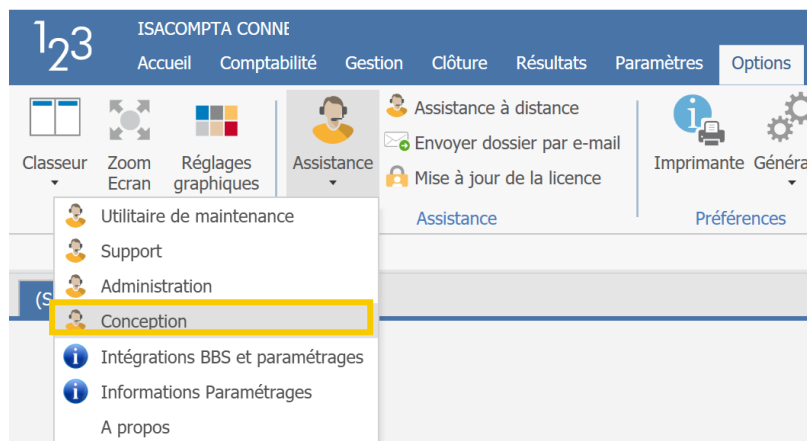 123
ISACOMPTA CONNE
Accueil Comptabilité Gestion Clôture Résultats Paramètres Options
Classeur
Zoom Ecran
Réglages graphiques
Assistance
Assistance à distance
Envoyer dossier par e-mail
Mise à jour de la licence
Assistance
Imprimante
Généra
Préférences
Utilitaire de maintenance
Support
Administration
(S
Conception
Intégrations BBS et paramétrages
Informations Paramétrages
A propos